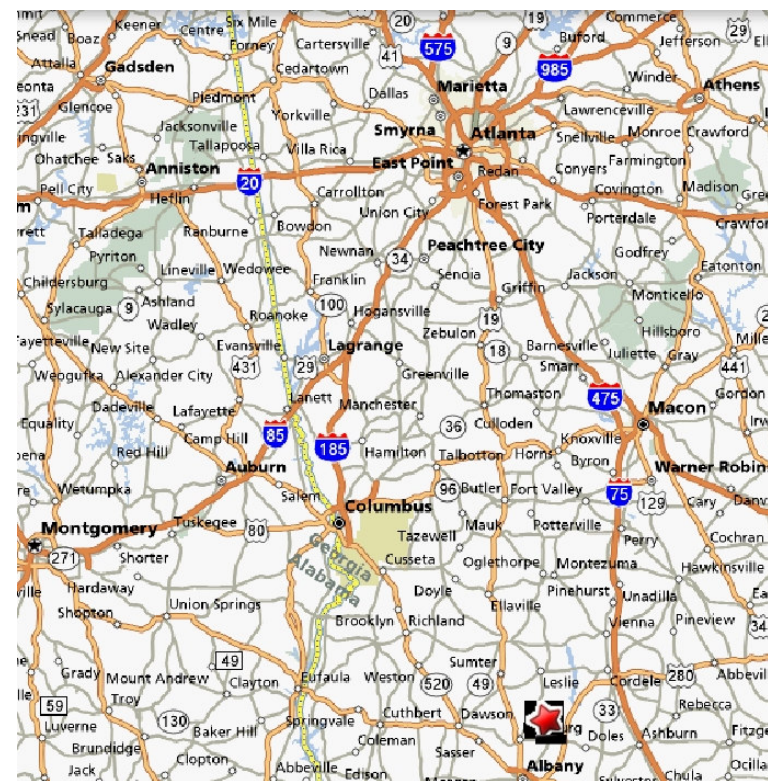 Keener
Centre
Six Mile
20
19
Commerce
29
Snead
Boaz
Forney
Cartersville
575
9
Buford
Jefferson
Attalla
Gadsden
Cedartown
41
Marietta
985
Winder
Athens
Glencoe
Piedmont
Dallas
Lawrenceville
231
Jacksonville
Yorkville
Smyrna
Atlanta
Snellville
Monroe
Crawford
Ohatchee
Saks
Tallapoosa
Villa Rica
East Point
Conyers
Farmington
Anniston
Redan
Pell City
Heflin
20
Carrollton
Forest Park
Covington
Madison
Union City
Talladega
Ranburne
Bowdon
Porterdale
Newnan
34
Peachtree City
Godfrey
Pyriton
Lineville
Wedowee
Franklin
Senoia
Jackson
Eatonton
Childersburg
Ashland
100
Griffin
Monticello
Sylacauga
9
Wadley
Roanoke
Hogansville
19
Zebulon
Hillsboro
New Site
Evansville
Lagrange
18
Barnesville
Juliette
Gray
Weogufka
Alexander City
431
29
Greenville
Smarr
441
Lanett
Thomaston
475
Gordon
Dadeville
Lafayette
Manchester
Macon
Equality
85
36
Culloden
Camp Hill
185
Knoxville
Red Hill
Hamilton
Talbotton
Horns
Auburn
Byron
Warner Robins
Wetumpka
Salem
96
Butler
Fort Valley
75
129
Columbus
Cary
Montgomery
Tuskegee
80
Tazewell
Mauk
Potterville
Cochran
Georgia
Perry
271
Shorter
Alabama
Cusseta
Oglethorpe
Montezuma
Hawkinsville
Hardaway
Doyle
Pinehurst
Unadilla
Shopton
Union Springs
Ellaville
Brooklyn
Richland
Vienna
Pineview
49
Sumter
Grady
Mount Andrew
Eufaula
Weston
Leslie
Cordele
280
Clayton
520
49
Rebecca
59
Troy
Cuthbert
Dawson
33
Luverne
130
Baker Hill
Springvale
Doles
Ashburn
Brundidge
Coleman
Sasser
Clopton
Jack
Abbeville
Edison
Albany
Chula
Ocilla